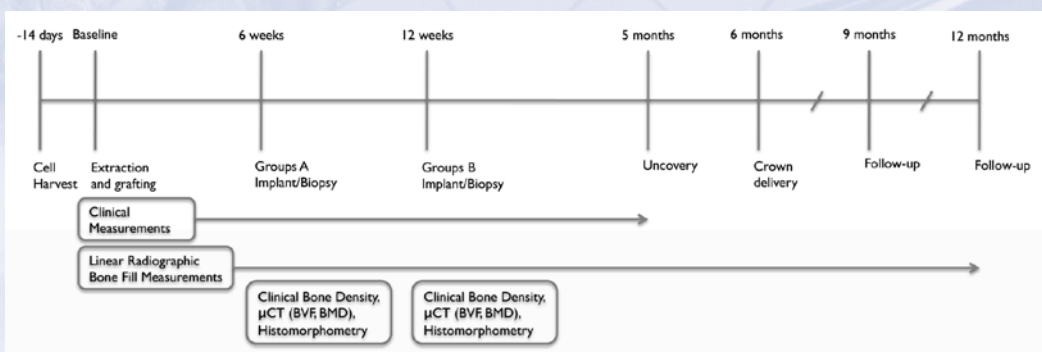 -14 days Baseline 6 weeks 12 weeks 5 months 6 months 9 months 12 months
Cell Harvest
Extraction and grafting
Groups A
Implant/Biopsy
Groups B
Implant/Biopsy
Uncovery
Crown delivery
Follow-up
Follow-up
Clinical
Measurements
Linear Radiographic
Bone Fill Measurements
Clinical Bone Density,
µCT (BVF, BMD),
Histomorphometry
Clinical Bone Density,
µCT (BVF, BMD),
Histomorphometry